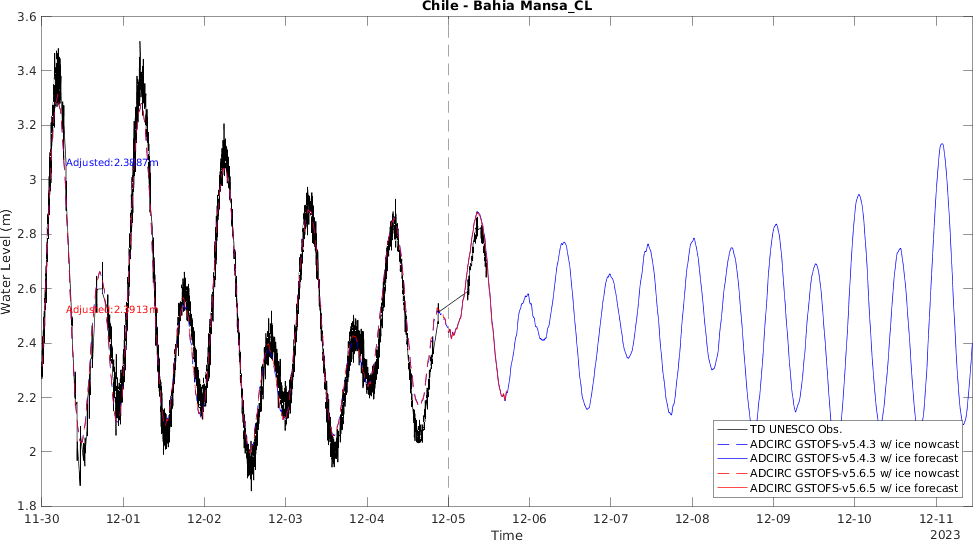 Chile - Bahia Mansa_CL
3.6
3.4
3.2
3
2.8
2.6
2.4
2.2
2
1.8
Water Level (m)
Adjusted:2.3887m
Adjusted:2.3913m
11-30
12-01
12-02
12-03
12-04
12-05
12-06
12-07
12-08
12-09
12-10
12-11
2023
Time
TD UNESCO Obs.
ADCIRC GSTOFS-v5.4.3 w/ ice nowcast
ADCIRC GSTOFS-v5.4.3 w/ ice forecast
ADCIRC GSTOFS-v5.6.5 w/ ice nowcast
ADCIRC GSTOFS-v5.6.5 w/ ice forecast